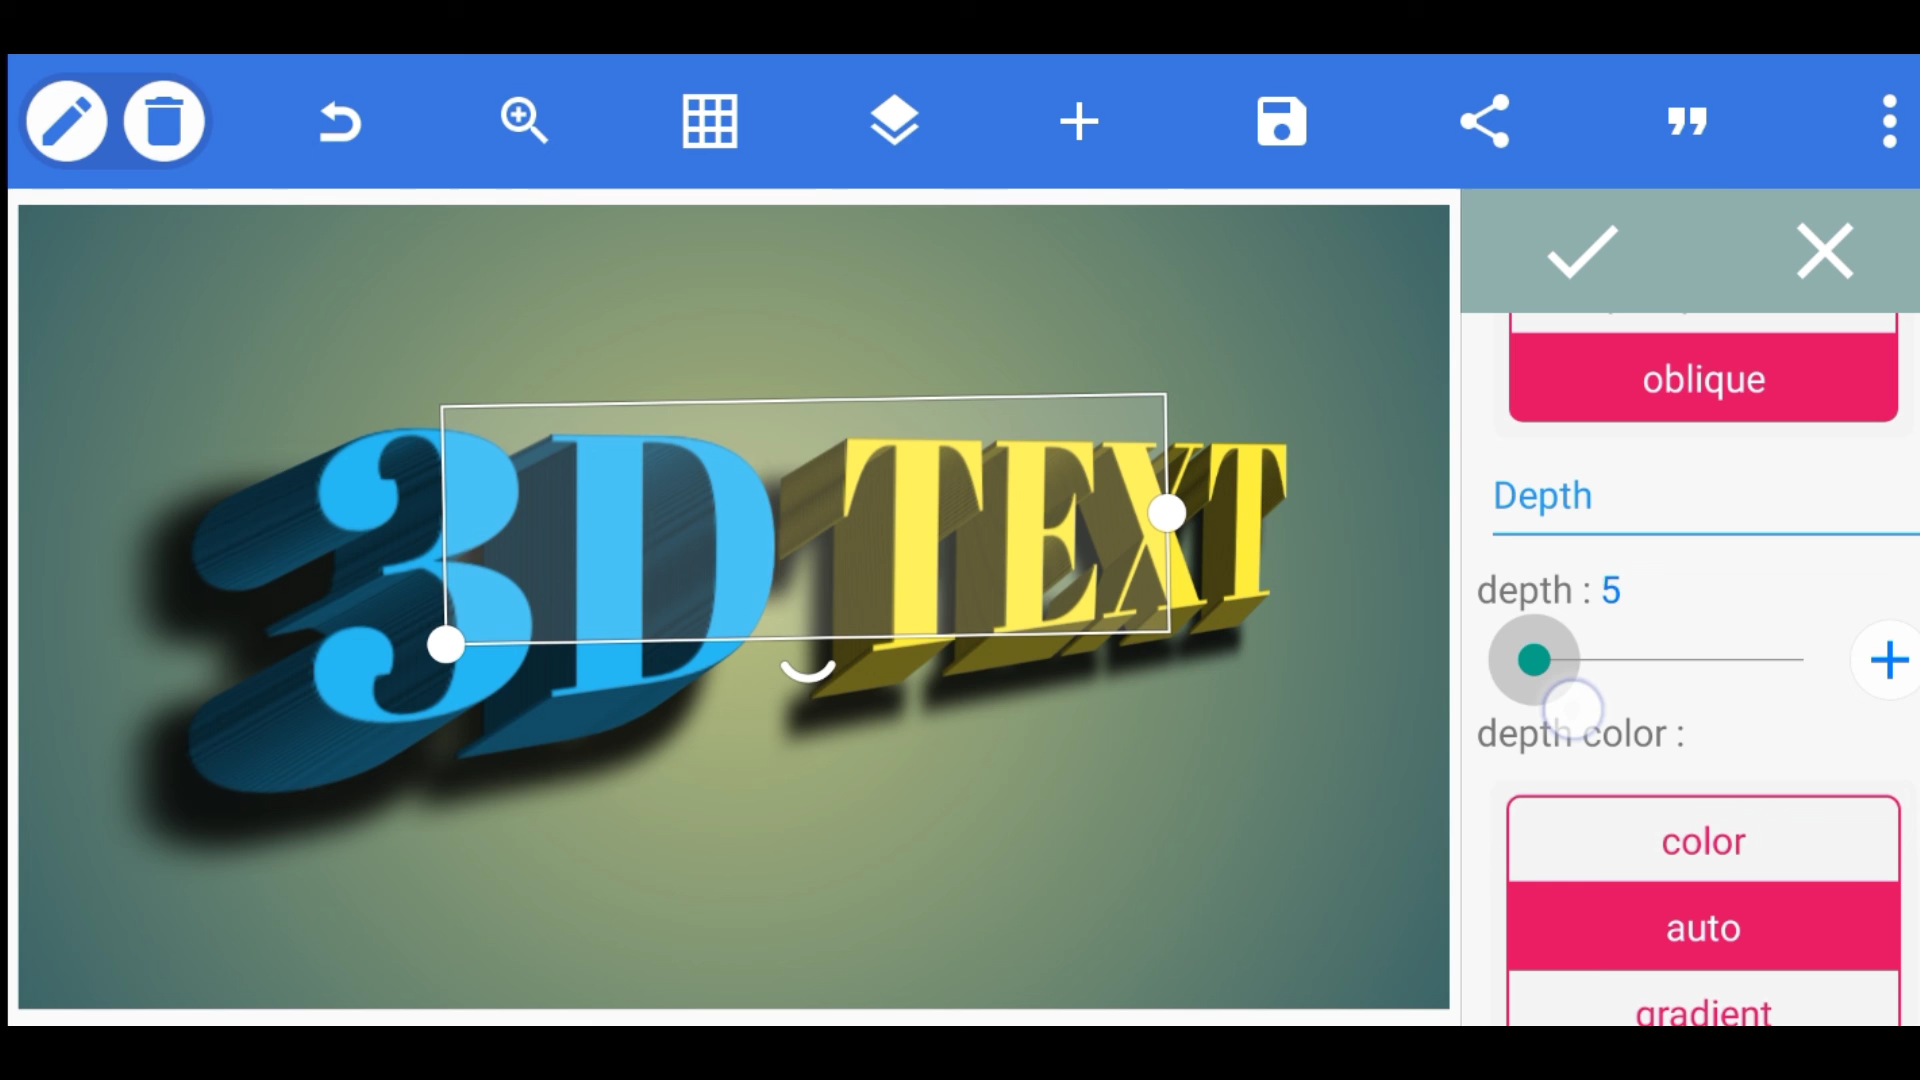 oblique
3D TEXT
Depth
depth : 5
depth color :
color
auto
gradient